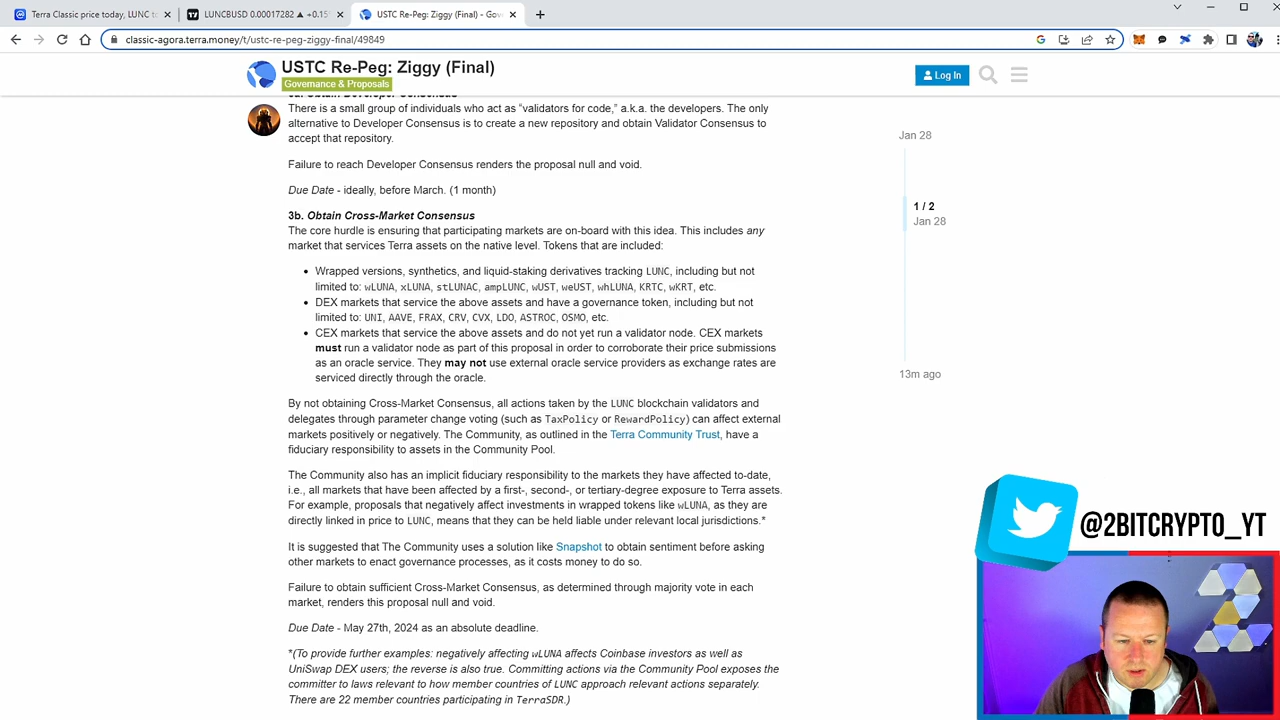 Terra Classic price today, LUNC to
LUNCBUSD 0.00017282 ▲ +0.15
USTC Re-Peg: Ziggy (Final) - Gov
classic-agora.terra.money/t/ustc-re-peg-ziggy-final/49849
USTC Re-Peg: Ziggy (Final)
Governance & Proposals
Log In
3a. Obtain Developer Consensus
There is a small group of individuals who act as “validators for code,” a.k.a. the developers. The only
alternative to Developer Consensus is to create a new repository and obtain Validator Consensus to
accept that repository.
Failure to reach Developer Consensus renders the proposal null and void.
Due Date - ideally, before March. (1 month)
3b. Obtain Cross-Market Consensus
The core hurdle is ensuring that participating markets are on-board with this idea. This includes any
market that services Terra assets on the native level. Tokens that are included:
• Wrapped versions, synthetics, and liquid-staking derivatives tracking LUNC, including but not
limited to: wLUNA, xLUNA, stLUNAC, ampLUNC, wUST, weUST, whLUNA, KRTC, wKRT, etc.
• DEX markets that service the above assets and have a governance token, including but not
limited to: UNI, AAVE, FRAX, CRV, CVX, LDO, ASTROC, OSMO, etc.
• CEX markets that service the above assets and do not yet run a validator node. CEX markets
must run a validator node as part of this proposal in order to corroborate their price submissions
as an oracle service. They may not use external oracle service providers as exchange rates are
serviced directly through the oracle.
By not obtaining Cross-Market Consensus, all actions taken by the LUNC blockchain validators and
delegates through parameter change voting (such as TaxPolicy or RewardPolicy) can affect external
markets positively or negatively. The Community, as outlined in the Terra Community Trust, have a
fiduciary responsibility to assets in the Community Pool.
The Community also has an implicit fiduciary responsibility to the markets they have affected to-date,
i.e., all markets that have been affected by a first-, second-, or tertiary-degree exposure to Terra assets.
For example, proposals that negatively affect investments in wrapped tokens like wLUNA, as they are
directly linked in price to LUNC, means that they can be held liable under relevant local jurisdictions.*
It is suggested that The Community uses a solution like Snapshot to obtain sentiment before asking
other markets to enact governance processes, as it costs money to do so.
Failure to obtain sufficient Cross-Market Consensus, as determined through majority vote in each
market, renders this proposal null and void.
Due Date - May 27th, 2024 as an absolute deadline.
*(To provide further examples: negatively affecting wLUNA affects Coinbase investors as well as
UniSwap DEX users; the reverse is also true. Committing actions via the Community Pool exposes the
committer to laws relevant to how member countries of LUNC approach relevant actions separately.
There are 22 member countries participating in TerraSDR.)
Jan 28
1 / 2
Jan 28
13m ago
@2BITCRYPTO_YT